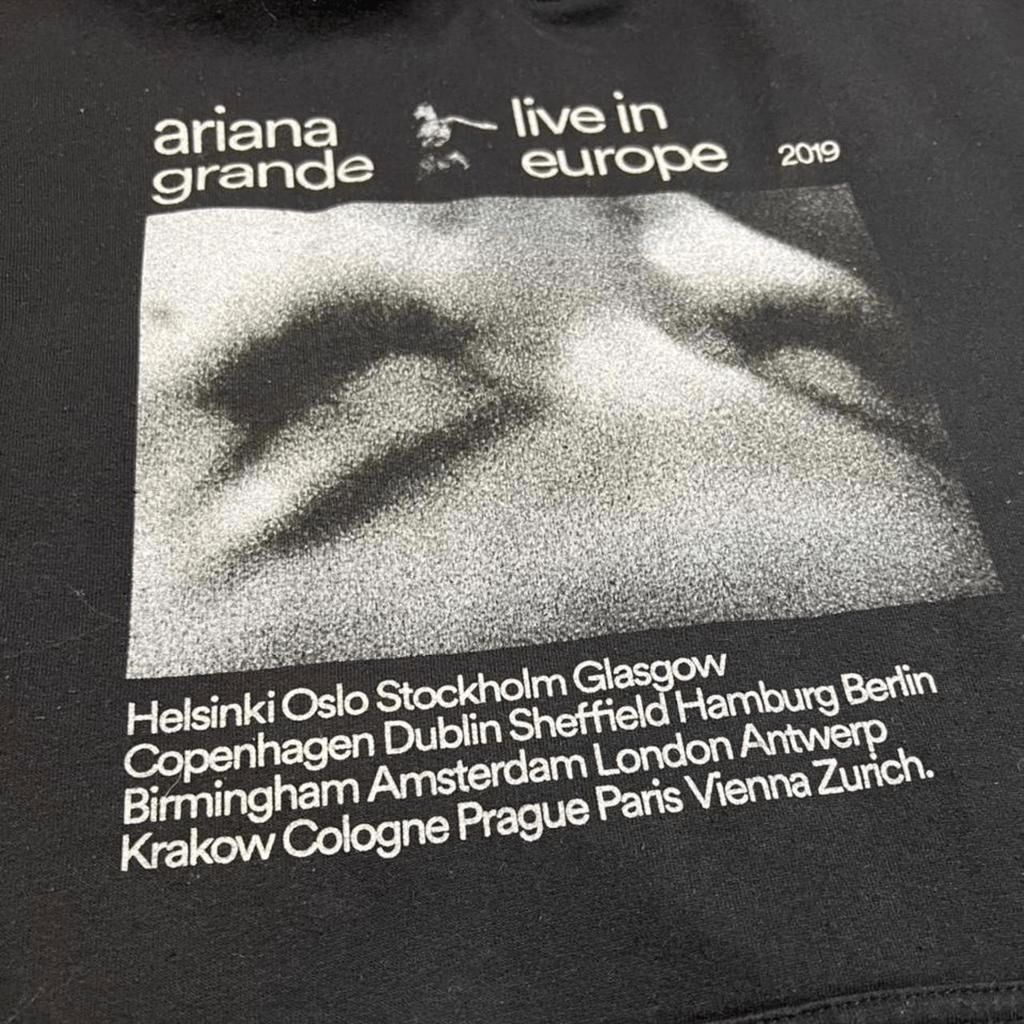 ariana
grande
live in
europe
2019
Helsinki Oslo Stockholm Glasgow
Copenhagen Dublin Sheffield Hamburg Berlin
Birmingham Amsterdam London Antwerp
Krakow Cologne Prague Paris Vienna Zurich.